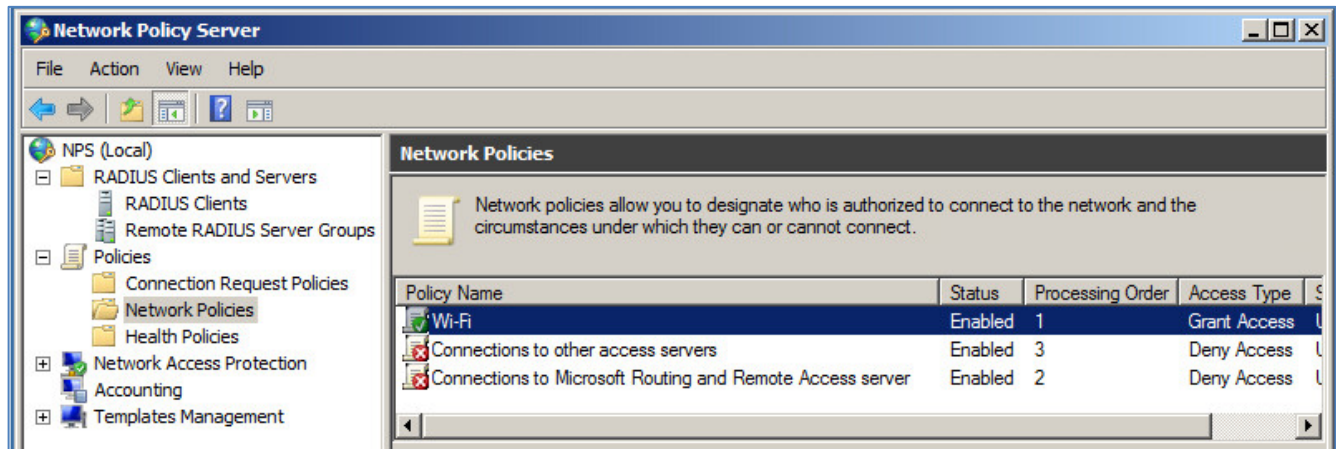 Network Policy Server
File Action View Help
NPS (Local)
RADIUS Clients and Servers
RADIUS Clients
Remote RADIUS Server Groups
Policies
Connection Request Policies
Network Policies
Health Policies
Network Access Protection
Accounting
Templates Management
Network Policies
Network policies allow you to designate who is authorized to connect to the network and the
circumstances under which they can or cannot connect.
Policy Name Status Processing Order Access Type
Wi-Fi Enabled 1 Grant Access
Connections to other access servers Enabled 3 Deny Access
Connections to Microsoft Routing and Remote Access server Enabled 2 Deny Access